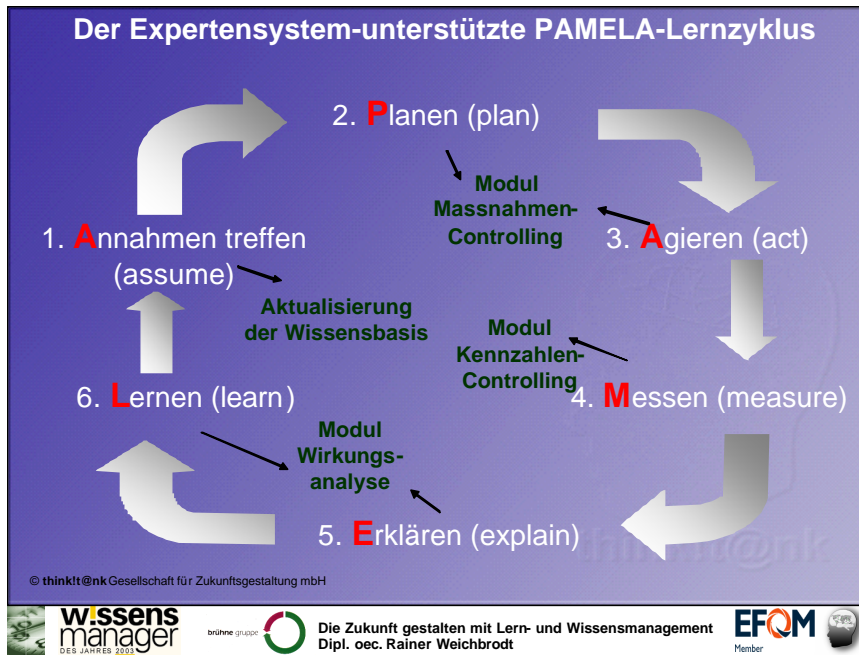 Der Expertensystem-unterstützte PAMELA-Lernzyklus
2. Planen (plan)
Modul
Massnahmen-
Controlling
1. Annahmen treffen
(assume)
3. Agieren (act)
Aktualisierung
der Wissensbasis
Modul
Kennzahlen-
Controlling
6. Lernen (learn)
4. Messen (measure)
Modul
Wirkungs-
analyse
5. Erklären (explain)
think!t@nk
© think!t@nk Gesellschaft für Zukunftsgestaltung mbH
w!ssens
manager
DES JAHRES 2003
brühne gruppe
Die Zukunft gestalten mit Lern- und Wissensmanagement
Dipl. oec. Rainer Weichbrodt
EFQM
Member